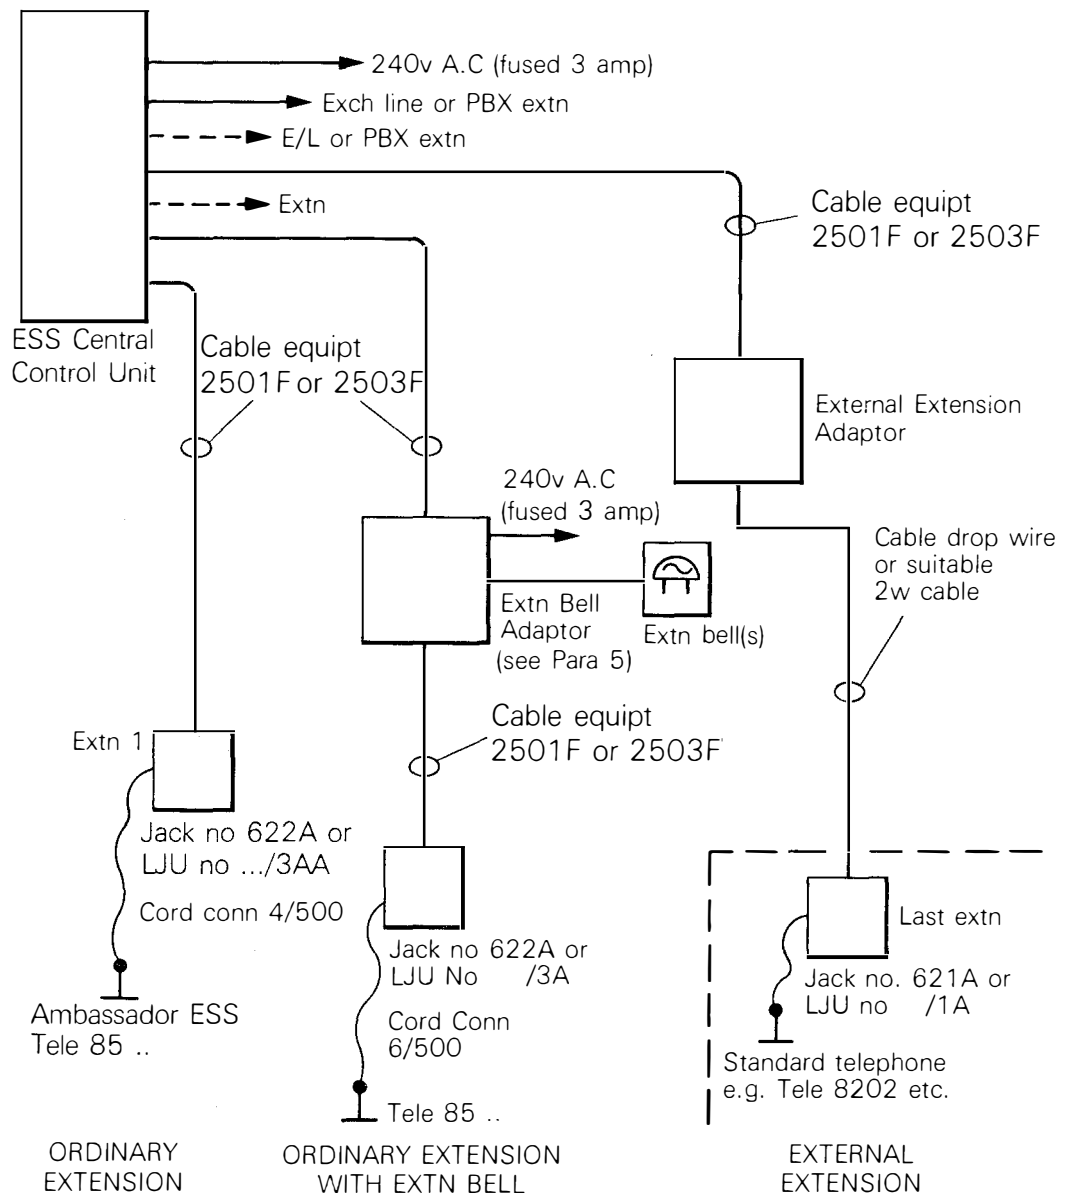 240v A.C (fused 3 amp)
Exch line or PBX extn
E/L or PBX extn
Extn
Cable equipt
2501F or 2503F
ESS Central
Control Unit
Cable equipt
2501F or 2503F
External Extension
Adaptor
240v A.C
(fused 3 amp)
Cable drop wire
or suitable
2w cable
Extn Bell
Adaptor
(see Para 5)
Extn bell(s)
Cable equipt
2501F or 2503F
Extn 1
Jack no 622A or
LJU no .../3AA
Cord conn 4/500
Ambassador ESS
Tele 85 ..
Jack no 622A or
LJU No /3A
Cord Conn
6/500
Tele 85 ..
Last extn
Jack no. 621A or
LJU no /1A
Standard telephone
e.g. Tele 8202 etc.
ORDINARY
EXTENSION
ORDINARY EXTENSION
WITH EXTN BELL
EXTERNAL
EXTENSION